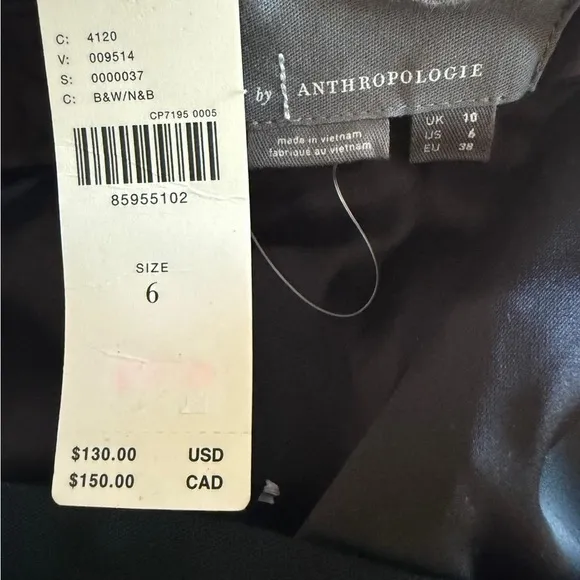 C: 4120
V: 009514
S: 0000037
C: B&W/N&B
CP7195 0005
85955102
SIZE
6
$130.00 USD
$150.00 CAD
by ANTHROPOLOGIE
made in vietnam
fabriqué au vietnam
UK 10
US 6
EU 38